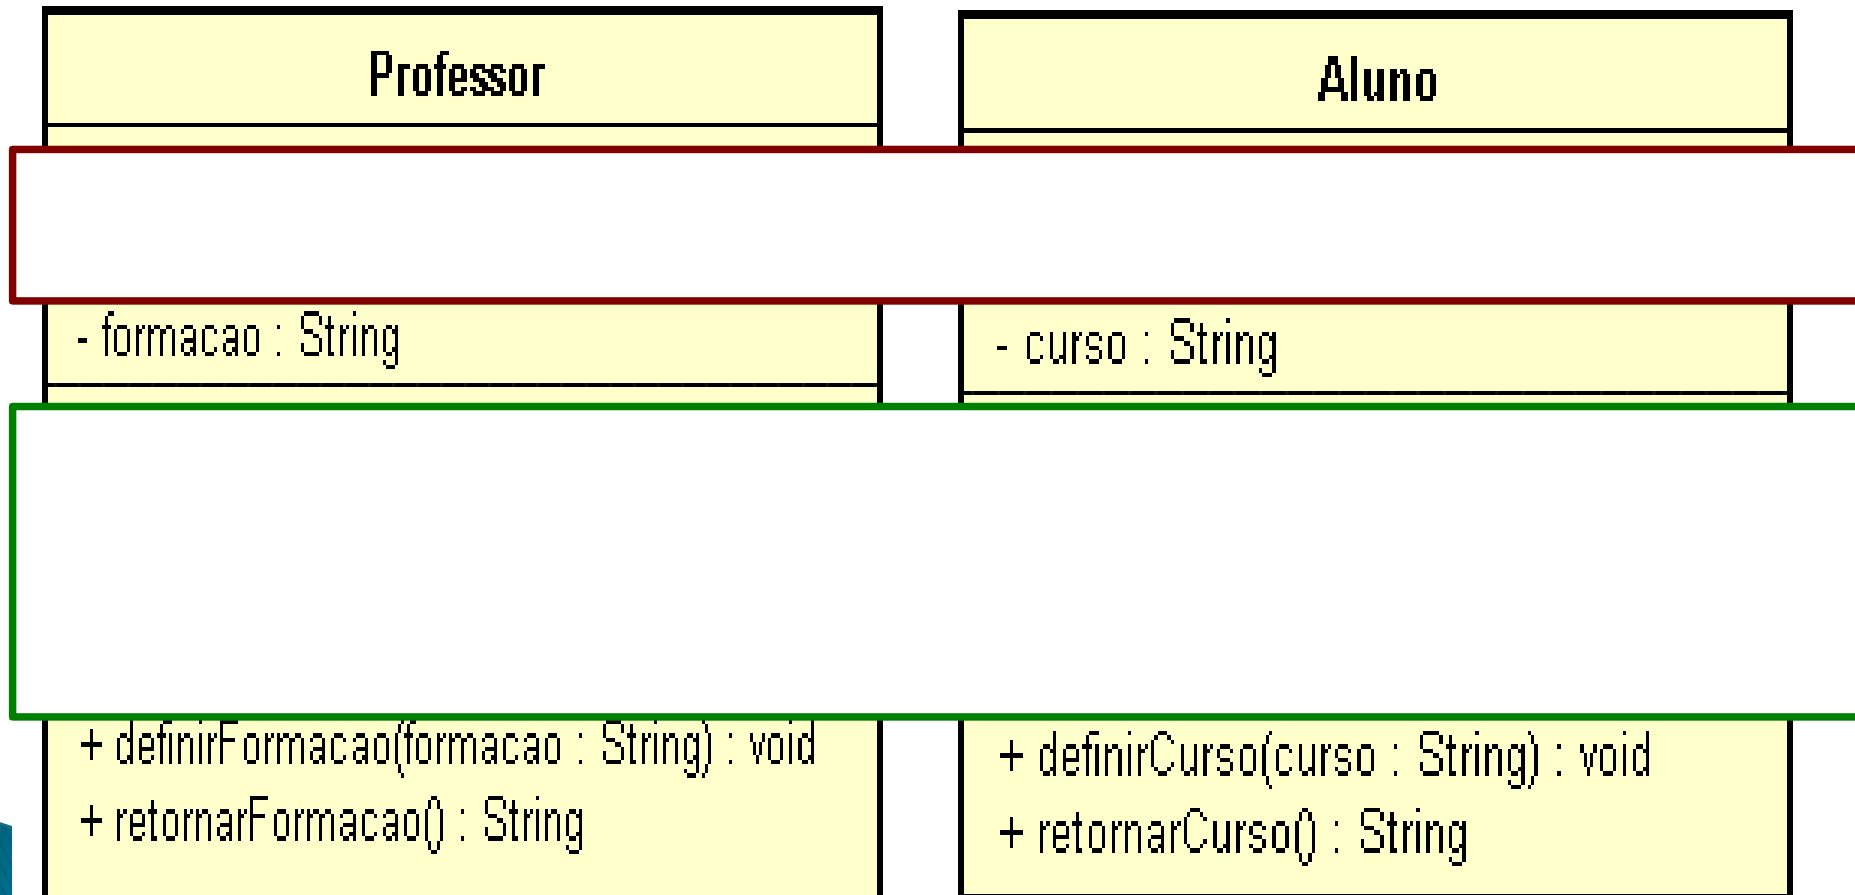 Professor
- formacao : String
+ definirFormacao(formacao : String) : void
+ retornarFormacao() : String
Aluno
- curso : String
+ definirCurso(curso : String) : void
+ retornarCurso() : String